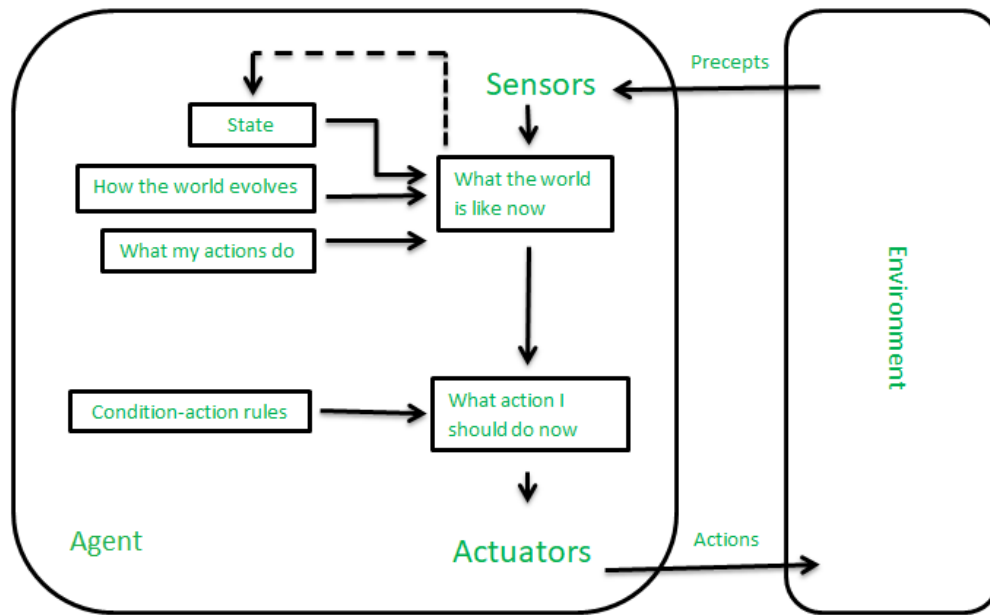 Precepts
Sensors
State
How the world evolves
What the world
is like now
What my actions do
Environment
Condition-action rules
What action I
should do now
Agent
Actuators
Actions